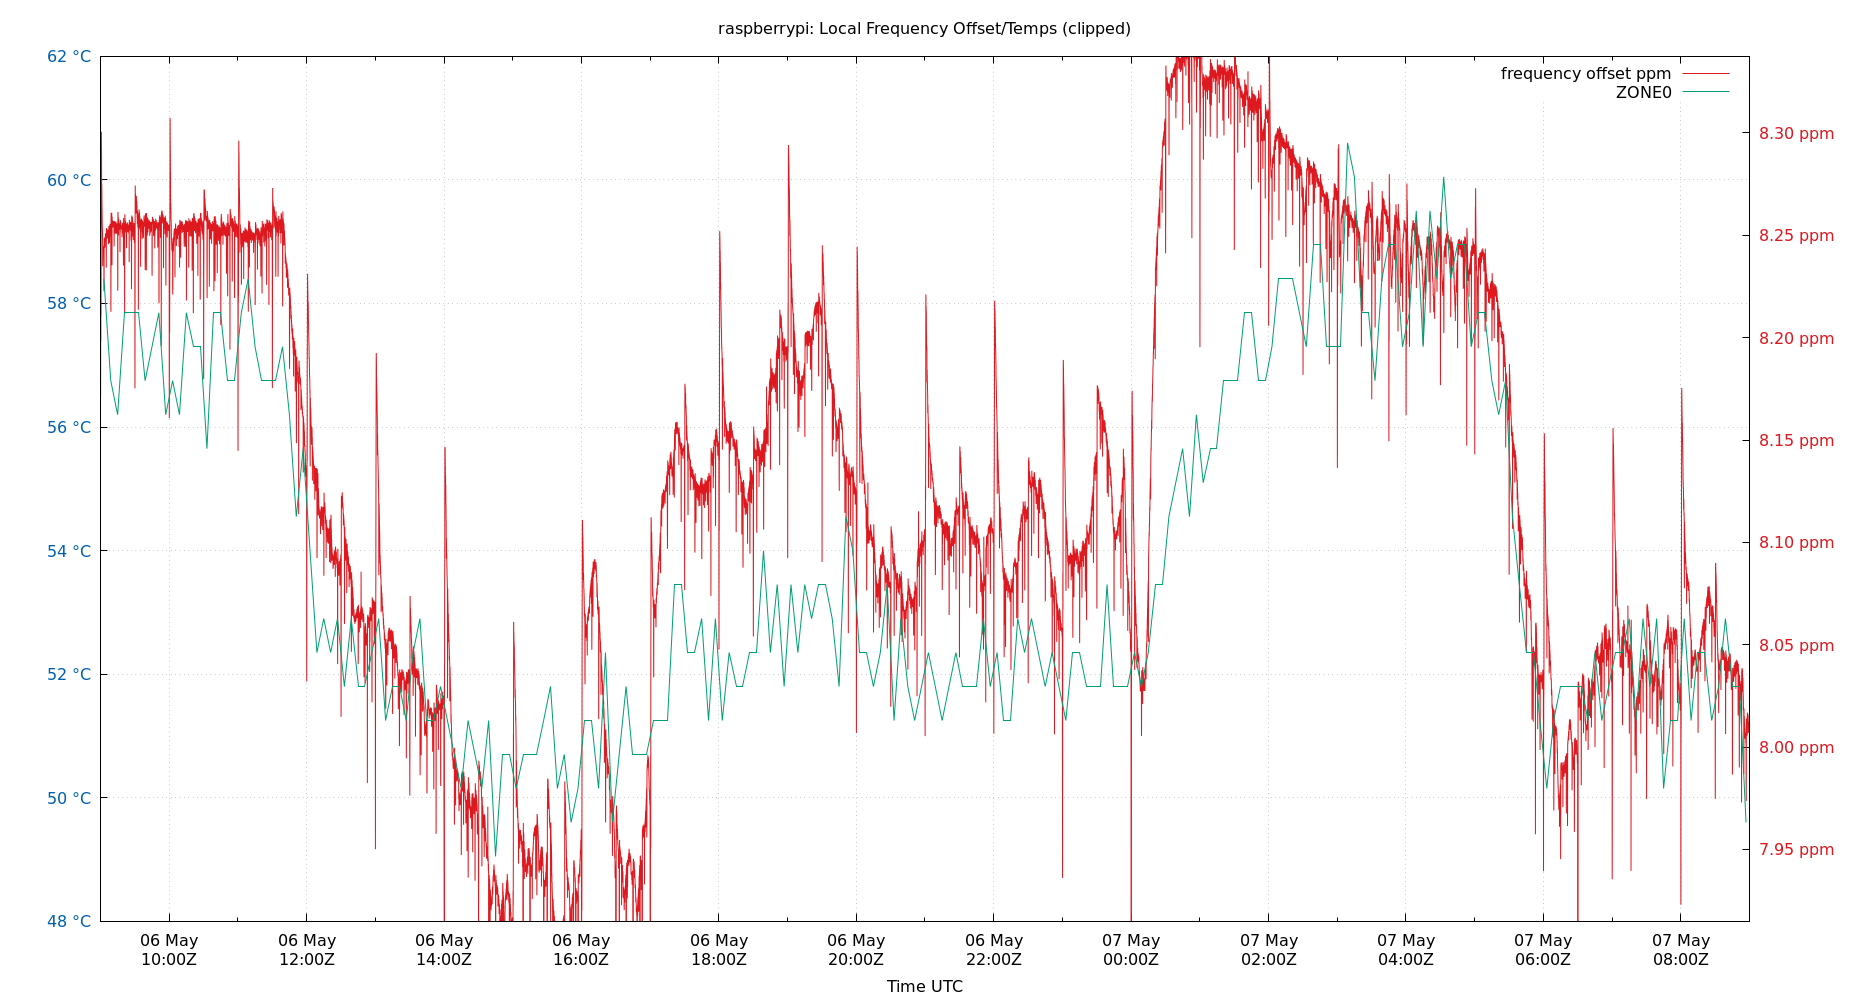 raspberrypi: Local Frequency Offset/Temps (clipped)
62 °C
60 °C
58 °C
56 °C
54 °C
52 °C
50 °C
48 °C
frequency offset ppm
ZONE0
8.30 ppm
8.25 ppm
8.20 ppm
8.15 ppm
8.10 ppm
8.05 ppm
8.00 ppm
7.95 ppm
06 May 06 May 06 May 06 May 06 May 06 May 06 May 07 May 07 May 07 May 07 May 07 May
10:00Z 12:00Z 14:00Z 16:00Z 18:00Z 20:00Z 22:00Z 00:00Z 02:00Z 04:00Z 06:00Z 08:00Z
Time UTC